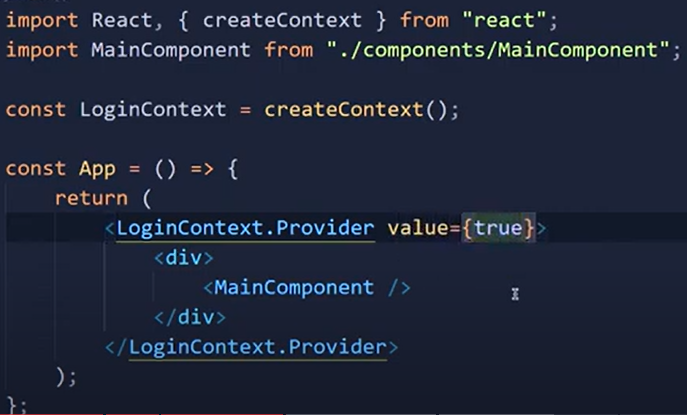 import React, { createContext } from "react";
import MainComponent from "./components/MainComponent";
const LoginContext = createContext();
const App = () => {
return (
<LoginContext.Provider value={true}>
<div>
<MainComponent />
</div>
</LoginContext.Provider>
);
};